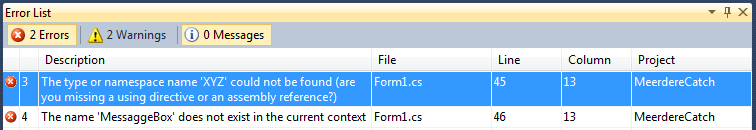 Error List
2 Errors 2 Warnings 0 Messages
Description File Line Column Project
3 The type or namespace name 'XYZ' could not be found (are Form1.cs 45 13 MeerdereCatch
you missing a using directive or an assembly reference?)
4 The name 'MessaggeBox' does not exist in the current context Form1.cs 46 13 MeerdereCatch